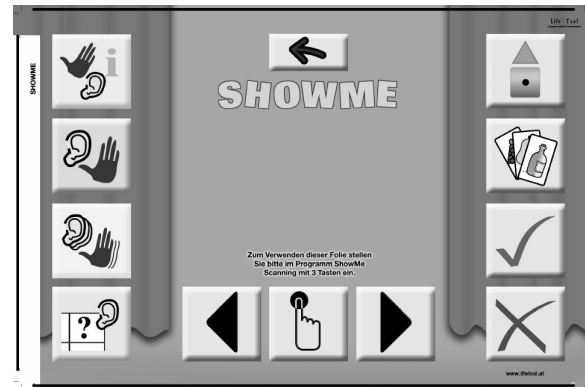 Life Tool
SHOWME
i
SHOWME
?
Zum Verwenden dieser Folie stellen
Sie bitte im Programm ShowMe
Scanning mit 3 Tasten ein.
www.lifetool.at